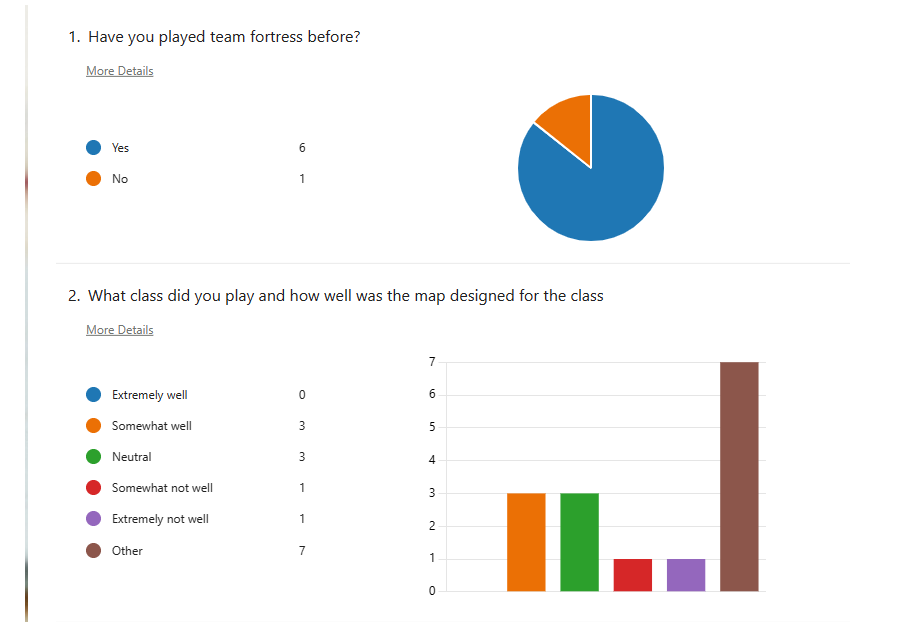 1. Have you played team fortress before?
More Details
Yes 6
No 1
2. What class did you play and how well was the map designed for the class
More Details
Extremely well 0
Somewhat well 3
Neutral 3
Somewhat not well 1
Extremely not well 1
Other 7
7
6
5
4
3
2
1
0